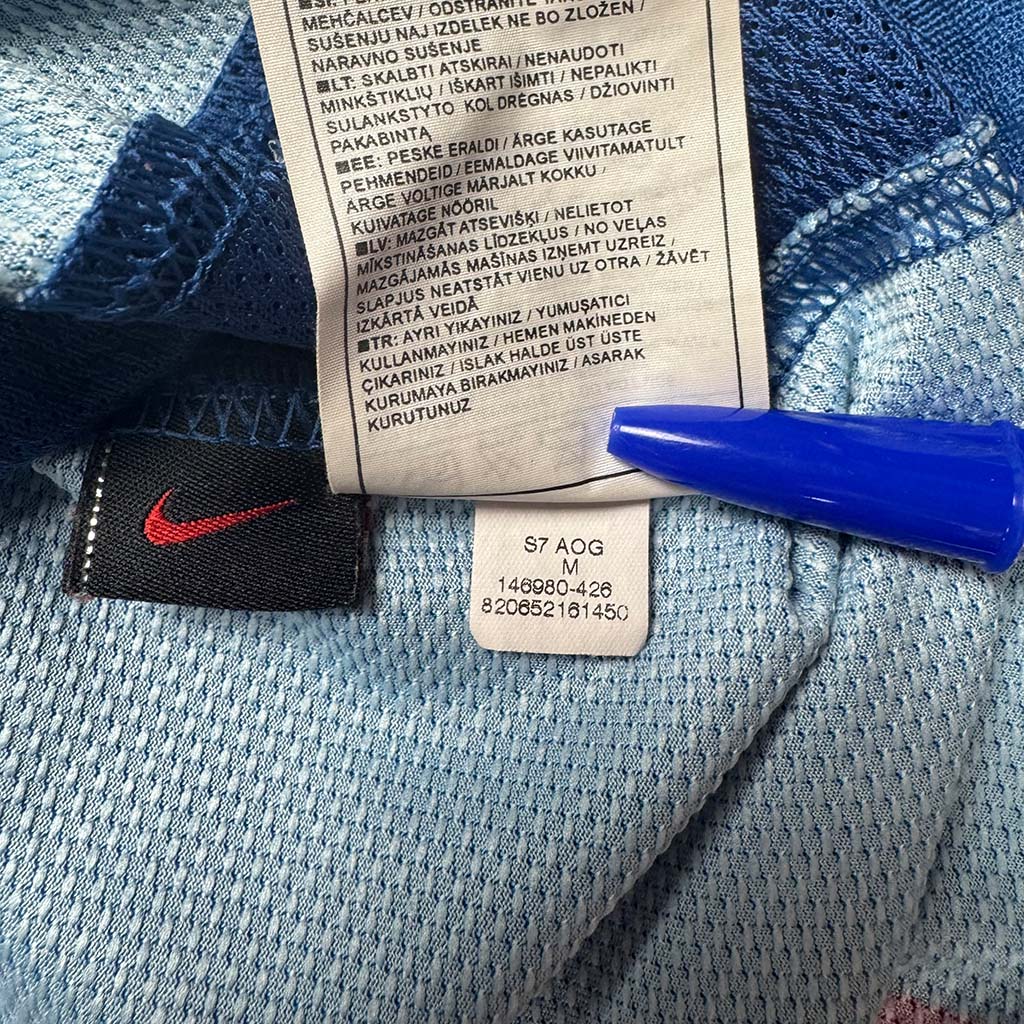 MEHČALCEV / ODSTRANITE
SUŠENJU NAJ IZDELEK NE BO ZLOŽEN /
NARAVNO SUŠENJE
■LT: SKALBTI ATSKIRAI / NENAUDOTI
MINKŠTIKLIŲ / IŠKART IŠIMTI / NEPALIKTI
SULANKSTYTO KOL DRĖGNAS / DŽIOVINTI
PAKABINTĄ
■EE: PESKE ERALDI / ÄRGE KASUTAGE
PEHMENDEID / EEMALDAGE VIIVITAMATULT
ÄRGE VOLTIGE MÄRJALT KOKKU /
KUIVATAGE NÖÖRIL
■LV: MAZGĀT ATSEVIŠĶI / NELIETOT
MĪKSTINĀŠANAS LĪDZEKĻUS / NO VEĻAS
MAZGĀJAMĀS MAŠĪNAS IZŅEMT UZREIZ /
SLAPJUS NEATSTĀT VIENU UZ OTRA / ŽĀVĒT
IZKĀRTĀ VEIDĀ
■TR: AYRI YIKAYINIZ / YUMUŞATICI
KULLANMAYINIZ / HEMEN MAKİNEDEN
ÇIKARINIZ / ISLAK HALDE ÜST ÜSTE
KURUMAYA BIRAKMAYINIZ / ASARAK
KURUTUNUZ
S7 AOG
M
146980-426
820652161450